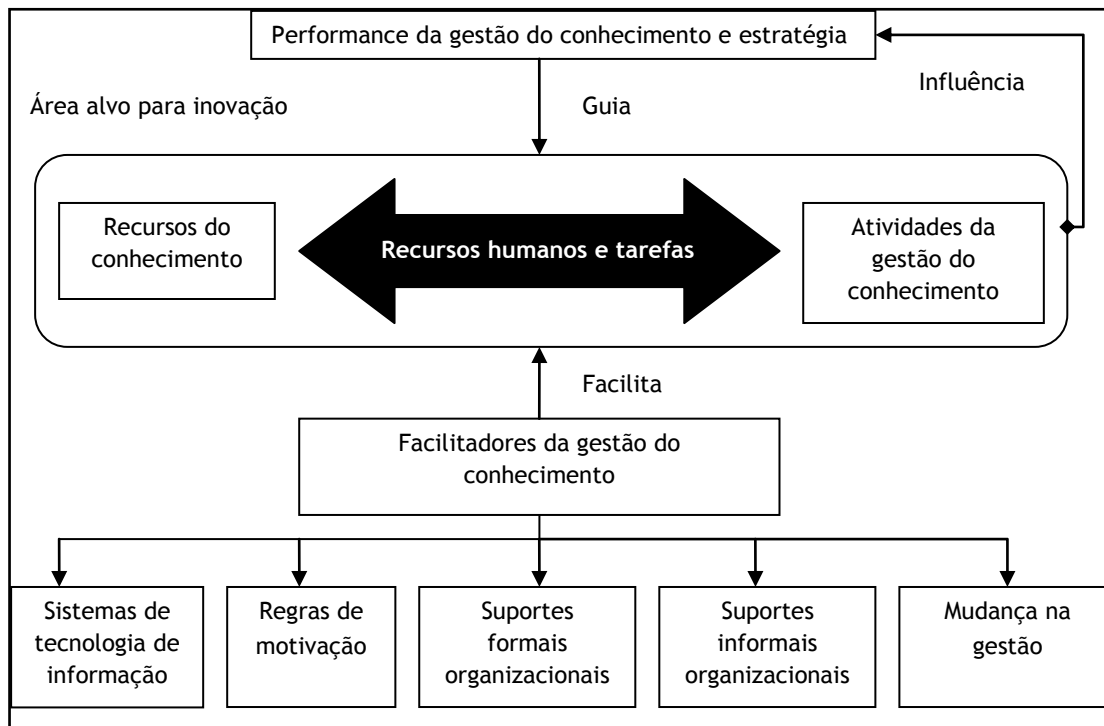 Performance da gestão do conhecimento e estratégia
Influência
Área alvo para inovação
Guia
Recursos do
conhecimento
Recursos humanos e tarefas
Atividades da
gestão do
conhecimento
Facilita
Facilitadores da gestão do
conhecimento
Sistemas de
tecnologia de
informação
Regras de
motivação
Suportes
formais
organizacionais
Suportes
informais
organizacionais
Mudança na
gestão